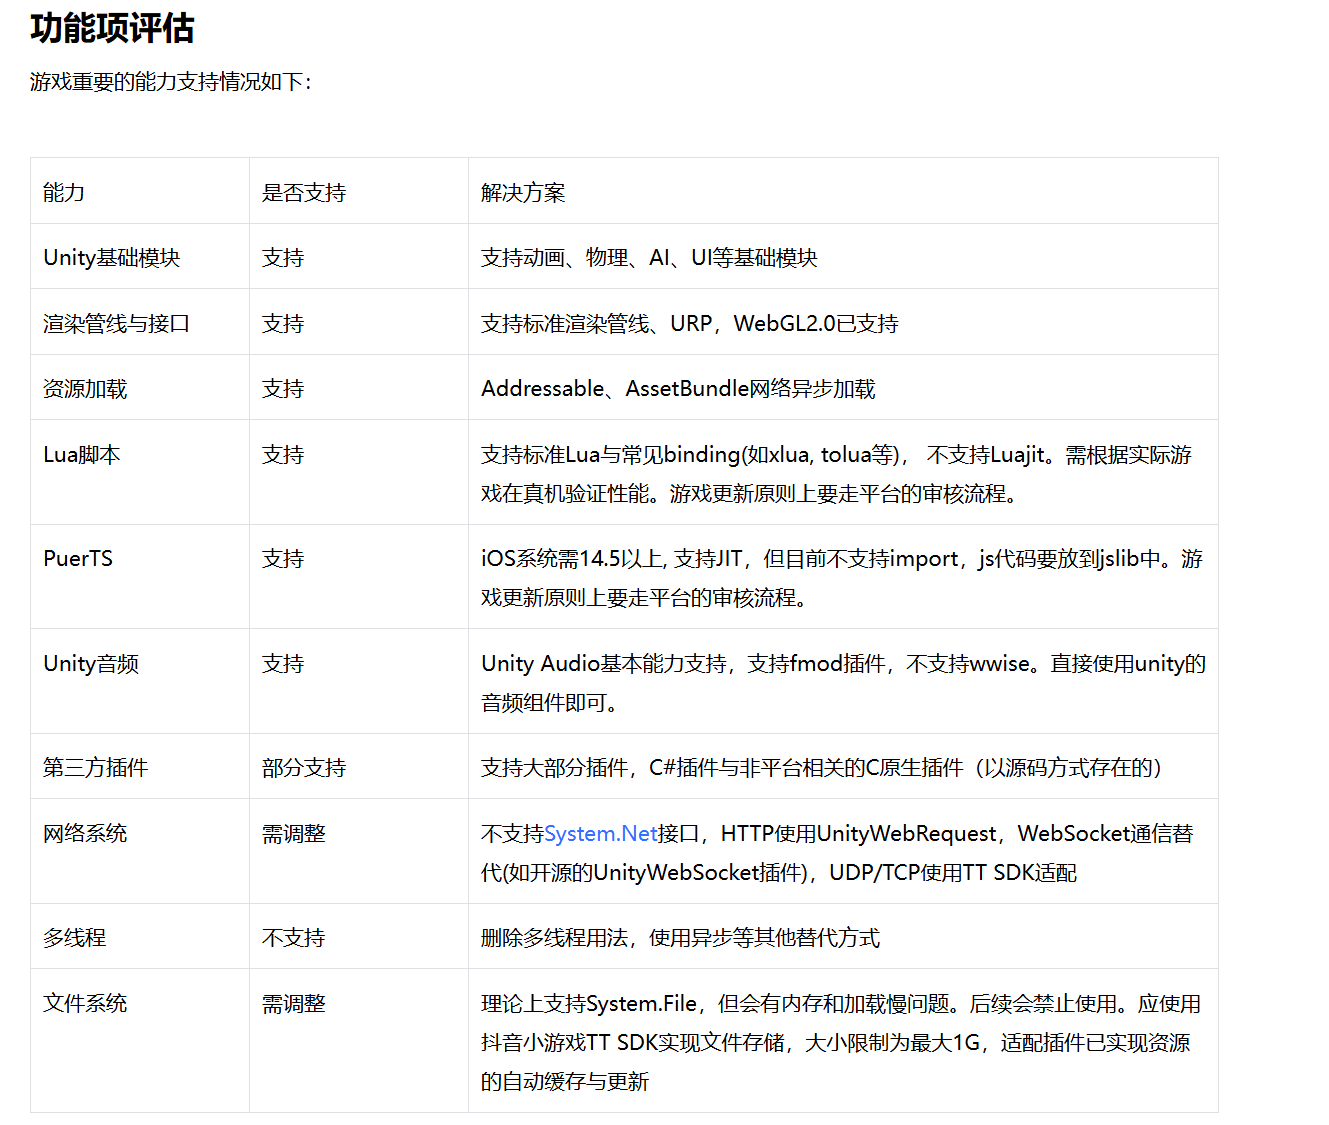 功能项评估
游戏重要的能力支持情况如下：
能力 是否支持 解决方案
Unity基础模块 支持 支持动画、物理、AI、UI等基础模块
渲染管线与接口 支持 支持标准渲染管线、URP，WebGL2.0已支持
资源加载 支持 Addressable、AssetBundle网络异步加载
Lua脚本 支持 支持标准Lua与常见binding(如xlua, tolua等)， 不支持Luajit。需根据实际游
戏在真机验证性能。游戏更新原则上要走平台的审核流程。
PuerTS 支持 iOS系统需14.5以上, 支持JIT，但目前不支持import，js代码要放到jslib中。游
戏更新原则上要走平台的审核流程。
Unity音频 支持 Unity Audio基本能力支持，支持fmod插件，不支持wwise。直接使用unity的
音频组件即可。
第三方插件 部分支持 支持大部分插件，C#插件与非平台相关的C原生插件（以源码方式存在的）
网络系统 需调整 不支持System.Net接口，HTTP使用UnityWebRequest，WebSocket通信替
代(如开源的UnityWebSocket插件)，UDP/TCP使用TT SDK适配
多线程 不支持 删除多线程用法，使用异步等其他替代方式
文件系统 需调整 理论上支持System.File，但会有内存和加载慢问题。后续会禁止使用。应使用
抖音小游戏TT SDK实现文件存储，大小限制为最大1G，适配插件已实现资源
的自动缓存与更新